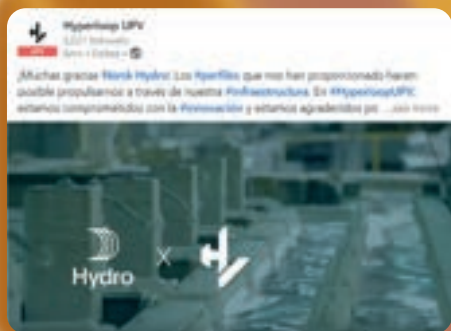 Hyperloop UPV
¡Muchas gracias Norsk Hydro! Los #perfiles que nos han proporcionado harán
posible propulsarnos a través de nuestra #infraestructura. En #HyperloopUPV
estamos comprometidos con la #innovación y estamos agradecidos por ...see more
Hydro X